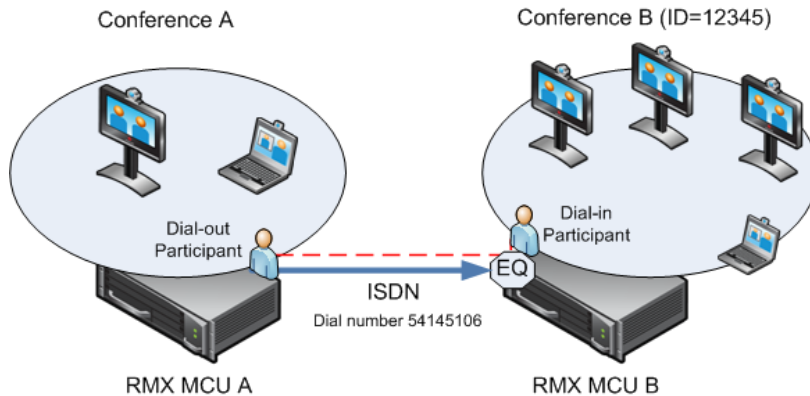 Conference A
Conference B (ID=12345)
Dial-out
Participant
Dial-in
Participant
EQ
ISDN
Dial number 54145106
RMX MCU A
RMX MCU B